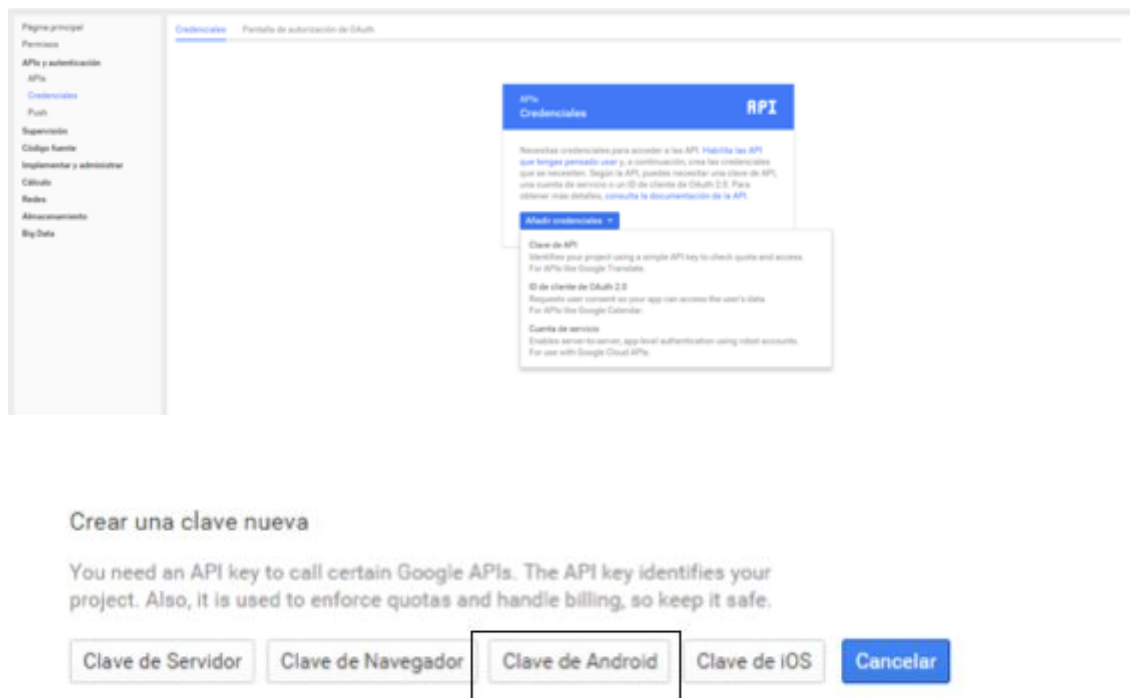 Página principal
Permisos
APIs y autenticación
APIs
Credenciales
Push
Supervisión
Código fuente
Implementar y administrar
Cálculo
Redes
Almacenamiento
Big Data
Credenciales Pantalla de autorización de OAuth
APIs
Credenciales
API
Necesitas credenciales para acceder a las API. Habilita las API
que tengas pensado usar y, a continuación, crea las credenciales
que se necesiten. Según la API, puedes necesitar una clave de API,
una cuenta de servicio o un ID de cliente de OAuth 2.0. Para
obtener más detalles, consulta la documentación de la API.
Añadir credenciales
Clave de API
Identifies your project using a simple API key to check quota and access.
For APIs like Google Translate.
ID de cliente de OAuth 2.0
Requests user consent so your app can access the user's data.
For APIs like Google Calendar.
Cuenta de servicio
Enables server-to-server, app-level authentication using robot accounts.
For use with Google Cloud APIs.
Crear una clave nueva
You need an API key to call certain Google APIs. The API key identifies your
project. Also, it is used to enforce quotas and handle billing, so keep it safe.
Clave de Servidor Clave de Navegador Clave de Android Clave de iOS Cancelar